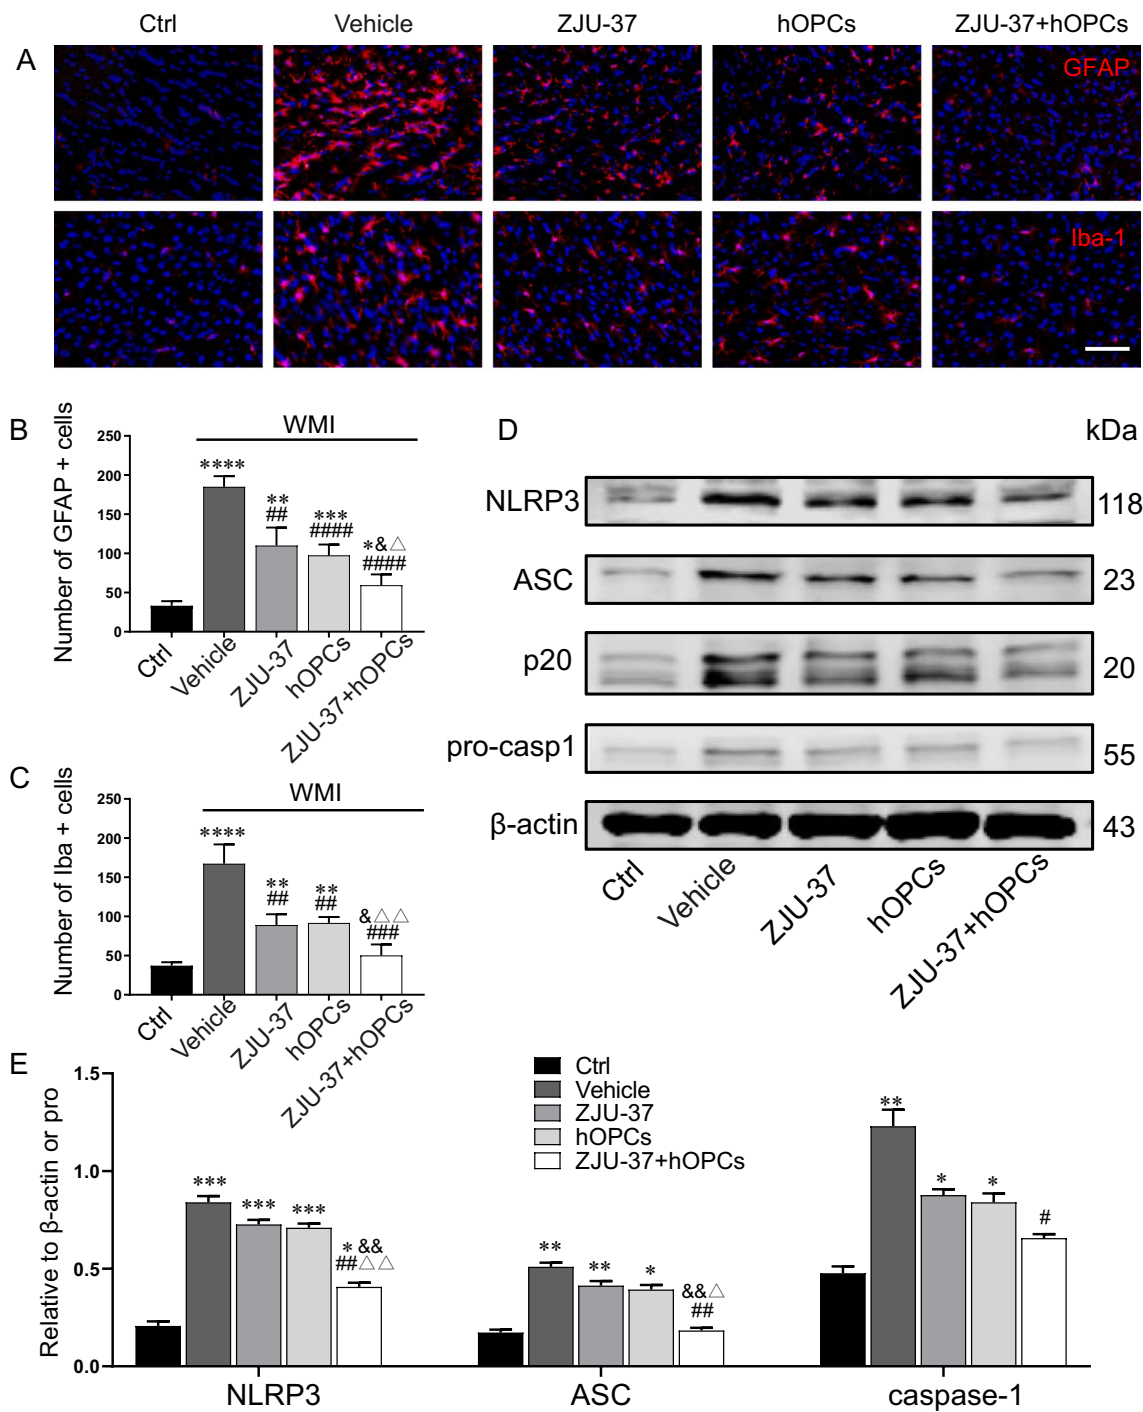 Ctrl Vehicle ZJU-37 hOPCs ZJU-37+hOPCs
A
GFAP
Iba-1
B
Number of GFAP + cells
WMI
250
200
150
100
50
0
****
**
##
***
####
*&△
####
Ctrl
Vehicle
ZJU-37
hOPCs
ZJU-37+hOPCs
C
Number of Iba + cells
WMI
250
200
150
100
50
0
****
**
##
**
##
&△△
###
Ctrl
Vehicle
ZJU-37
hOPCs
ZJU-37+hOPCs
D
kDa
NLRP3 118
ASC 23
p20 20
pro-casp1 55
β-actin 43
Ctrl
Vehicle
ZJU-37
hOPCs
ZJU-37+hOPCs
E
Relative to β-actin or pro
1.5
1.0
0.5
0.0
Ctrl
Vehicle
ZJU-37
hOPCs
ZJU-37+hOPCs
***
***
***
* &&
##△△
**
**
*
&&△
##
**
*
*
#
NLRP3 ASC caspase-1